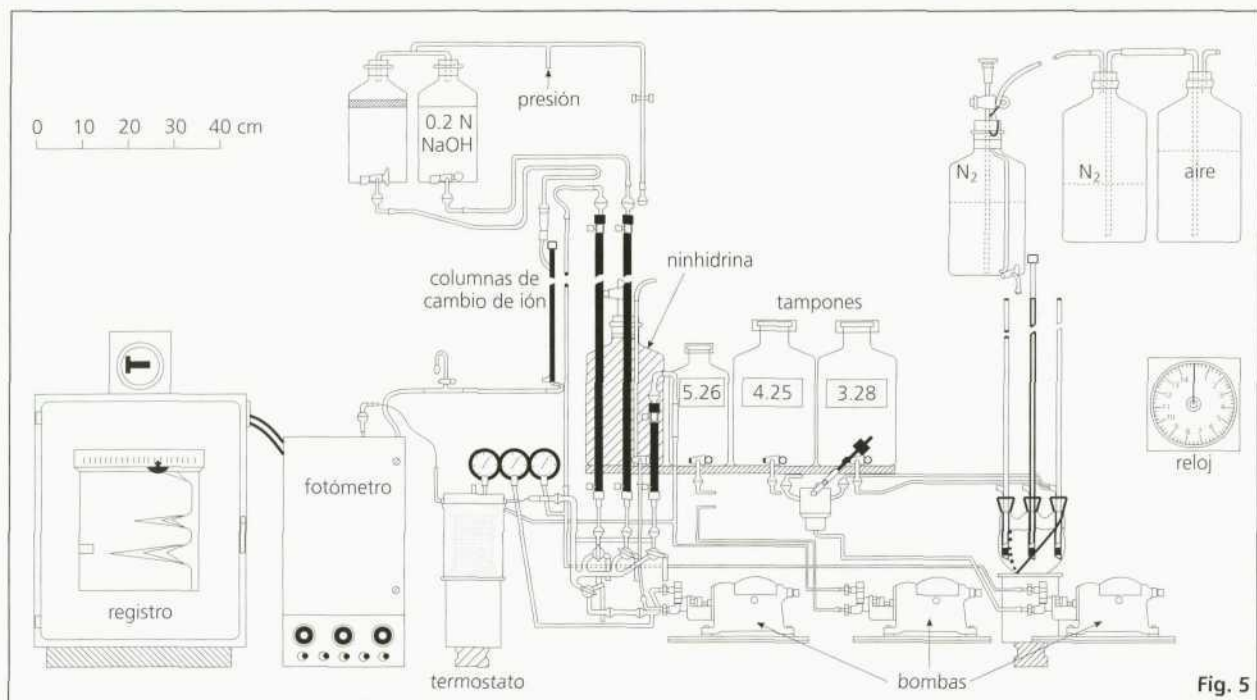 presión
0 10 20 30 40 cm
0.2 N
NaOH
N₂
N₂
aire
columnas de
cambio de ión
ninhidrina
tampones
5.26
4.25
3.28
reloj
fotómetro
registro
termostato
bombas
Fig. 5